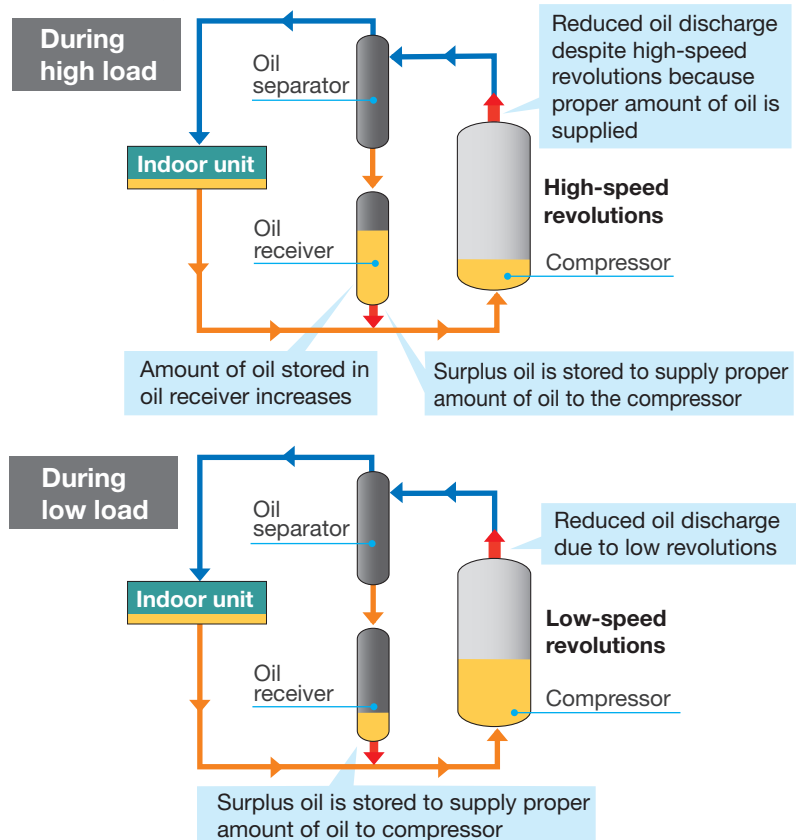 During
high load
Oil
separator
Reduced oil discharge
despite high-speed
revolutions because
proper amount of oil is
supplied
Indoor unit
High-speed
revolutions
Oil
receiver
Compressor
Amount of oil stored in
oil receiver increases
Surplus oil is stored to supply proper
amount of oil to the compressor
During
low load
Oil
separator
Reduced oil discharge
due to low revolutions
Indoor unit
Low-speed
revolutions
Oil
receiver
Compressor
Surplus oil is stored to supply proper
amount of oil to compressor